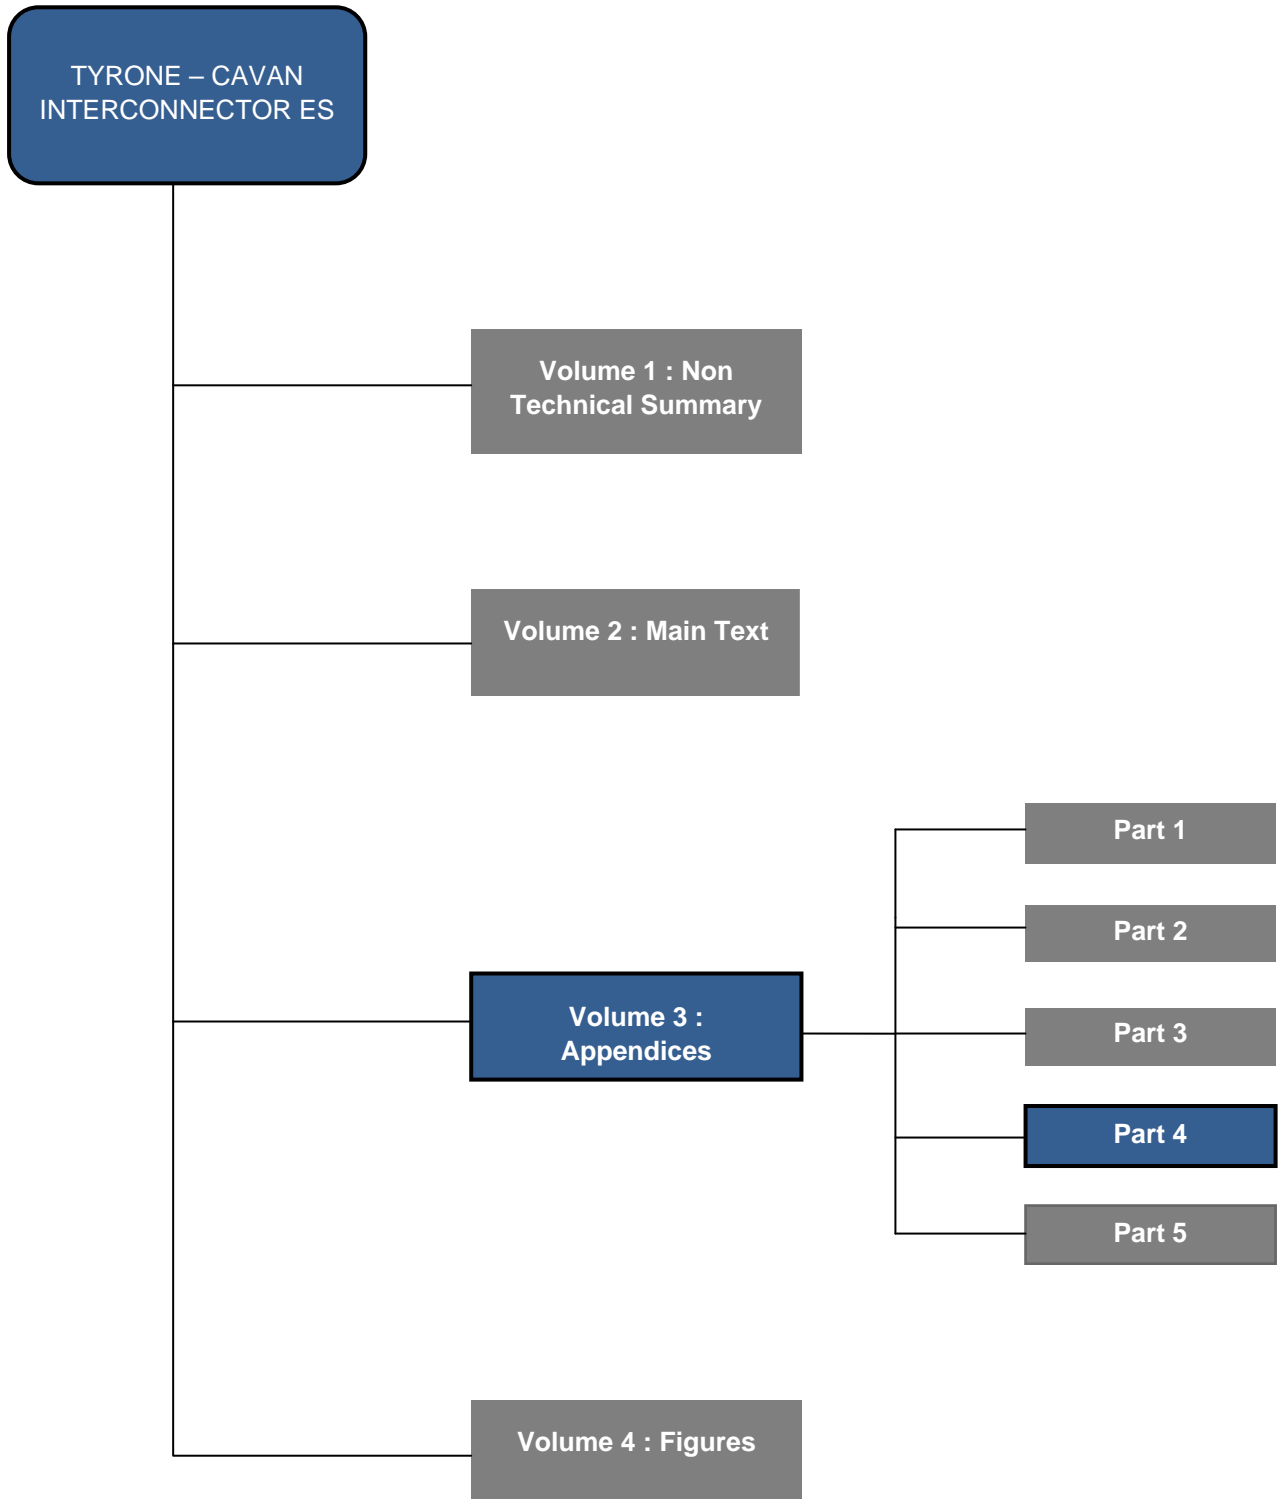 TYRONE – CAVAN
INTERCONNECTOR ES
Volume 1 : Non
Technical Summary
Volume 2 : Main Text
Part 1
Part 2
Volume 3 :
Appendices
Part 3
Part 4
Part 5
Volume 4 : Figures